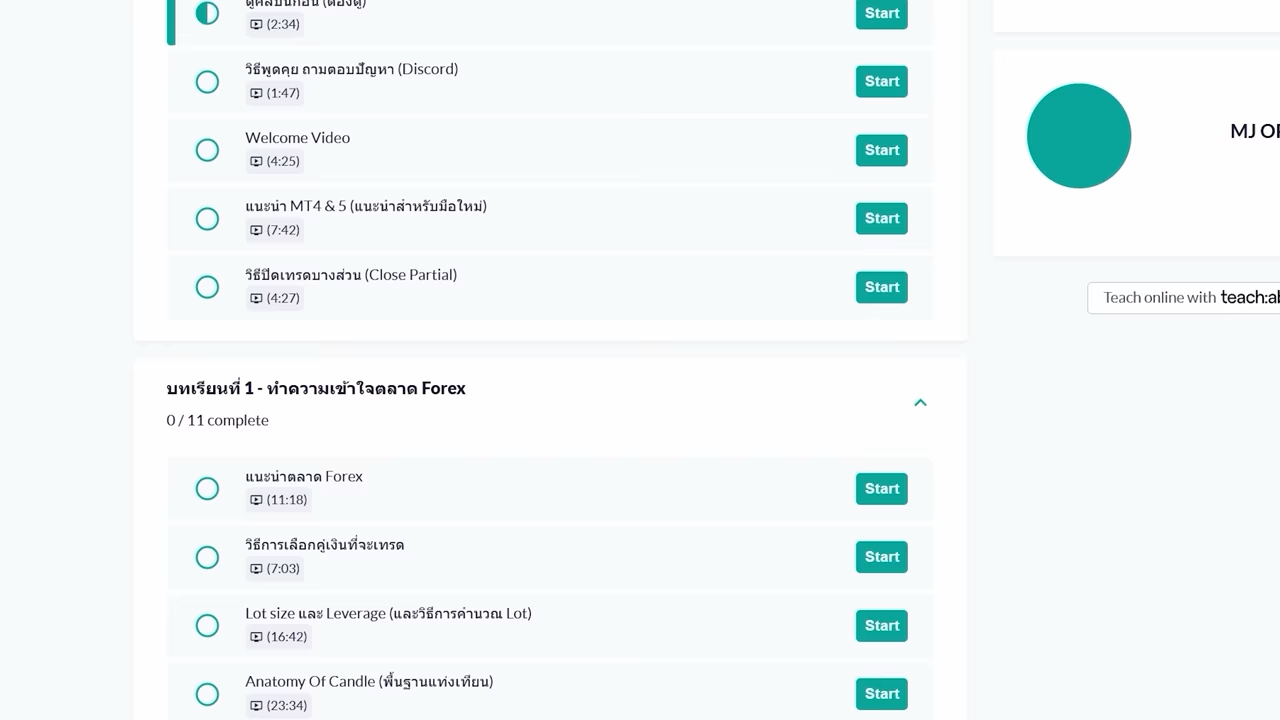 (2:34)
Start
วิธีพูดคุย ถามตอบปัญหา (Discord)
(1:47)
Start
Welcome Video
(4:25)
Start
แนะนำ MT4 & 5 (แนะนำสำหรับมือใหม่)
(7:42)
Start
วิธีปิดเทรดบางส่วน (Close Partial)
(4:27)
Start
บทเรียนที่ 1 - ทำความเข้าใจตลาด Forex
0 / 11 complete
แนะนำตลาด Forex
(11:18)
Start
วิธีการเลือกคู่เงินที่จะเทรด
(7:03)
Start
Lot size และ Leverage (และวิธีการคำนวณ Lot)
(16:42)
Start
Anatomy Of Candle (พื้นฐานแท่งเทียน)
(23:34)
Start
MJ
Teach online with